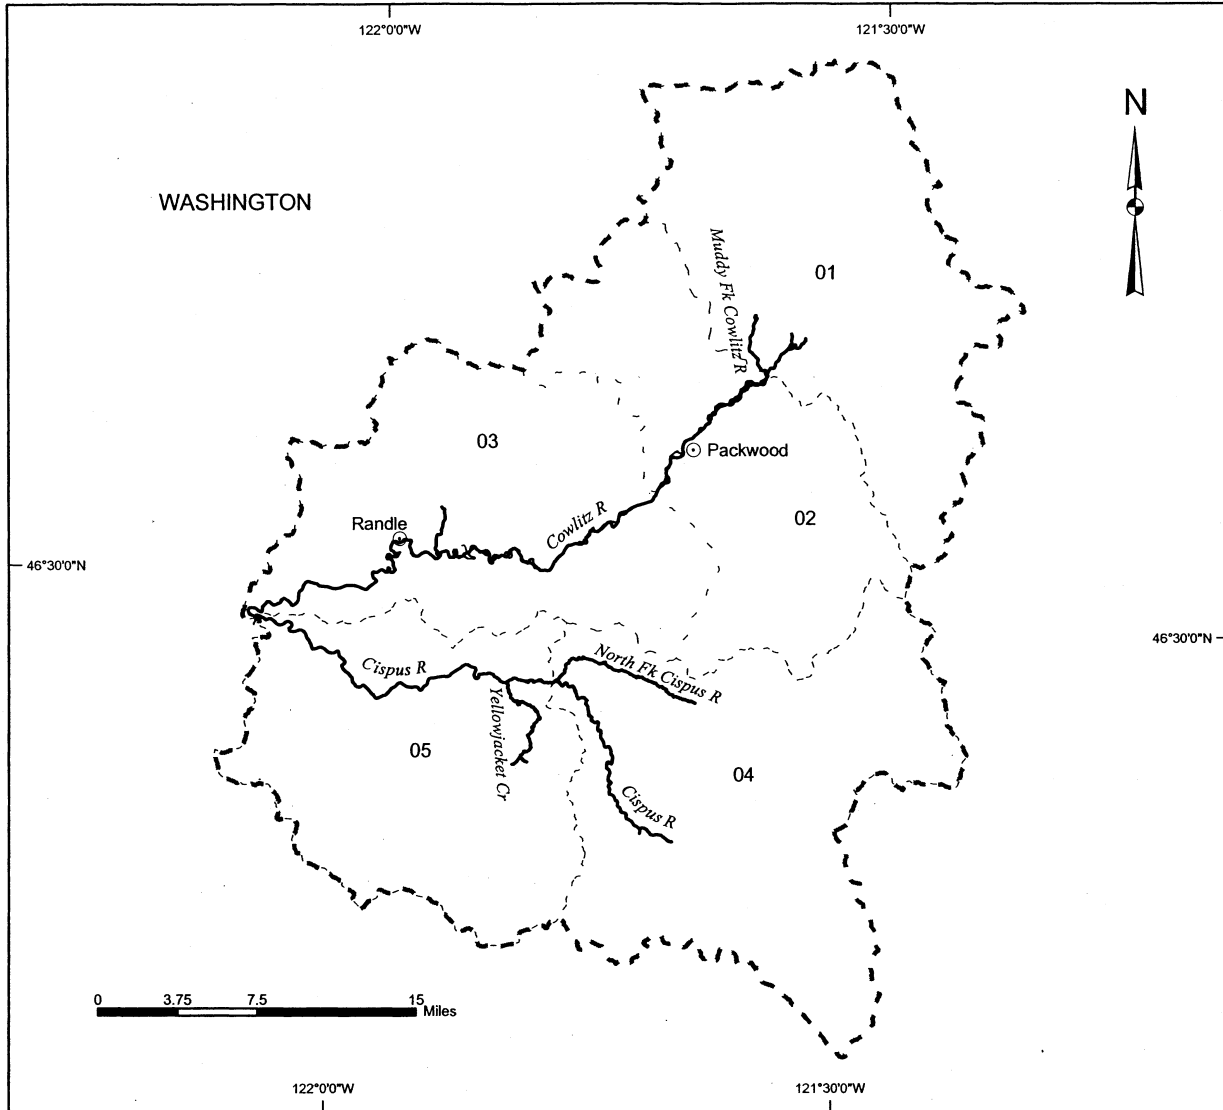 122°0'0"W
121°30'0"W
N
WASHINGTON
Muddy Fk Cowlitz R
01
03
Packwood
Cowlitz R
02
Randle
46°30'0"N
46°30'0"N
Cispus R
North Fk Cispus R
Yellowjacket Cr
05
04
Cispus R
0 3.75 7.5 15
Miles
122°0'0"W
121°30'0"W